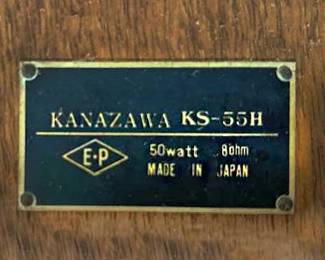 KANAZAWA KS-55H
E·P
50watt 8ohm
MADE IN JAPAN